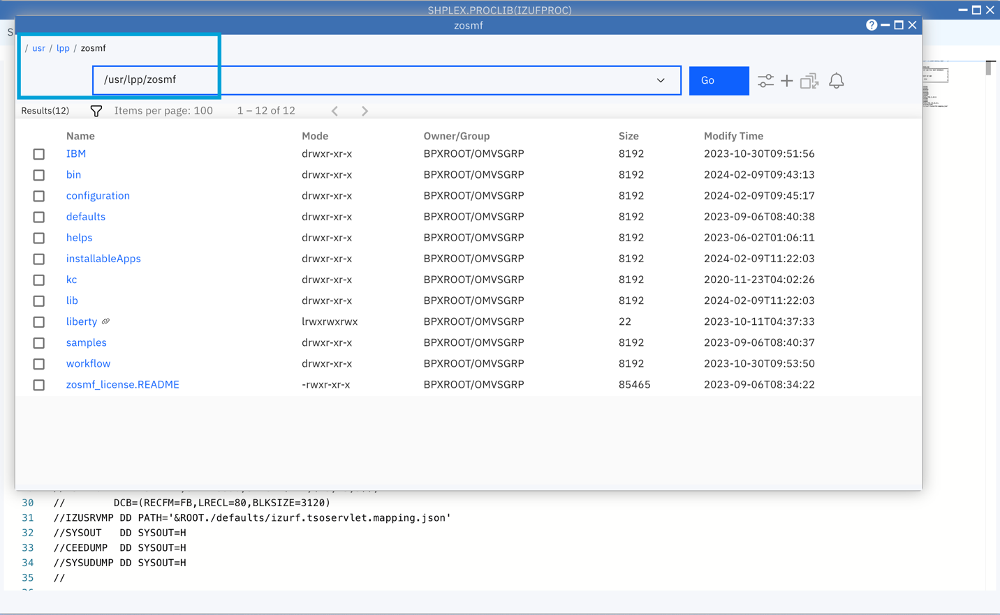 SHPLEX.PROCLIB(IZUFPROC)
zosmf
S
/ usr / lpp / zosmf
/usr/lpp/zosmf
Go
Results(12) Items per page: 100 1 – 12 of 12
Name Mode Owner/Group Size Modify Time
IBM drwxr-xr-x BPXROOT/OMVSGRP 8192 2023-10-30T09:51:56
bin drwxr-xr-x BPXROOT/OMVSGRP 8192 2024-02-09T09:43:13
configuration drwxr-xr-x BPXROOT/OMVSGRP 8192 2024-02-09T09:45:17
defaults drwxr-xr-x BPXROOT/OMVSGRP 8192 2023-09-06T08:40:38
helps drwxr-xr-x BPXROOT/OMVSGRP 8192 2023-06-02T01:06:11
installableApps drwxr-xr-x BPXROOT/OMVSGRP 8192 2024-02-09T11:22:03
kc drwxr-xr-x BPXROOT/OMVSGRP 8192 2020-11-23T04:02:26
lib drwxr-xr-x BPXROOT/OMVSGRP 8192 2024-02-09T11:22:03
liberty lrwxrwxrwx BPXROOT/OMVSGRP 22 2023-10-11T04:37:33
samples drwxr-xr-x BPXROOT/OMVSGRP 8192 2023-09-06T08:40:37
workflow drwxr-xr-x BPXROOT/OMVSGRP 8192 2023-10-30T09:53:50
zosmf_license.README -rwxr-xr-x BPXROOT/OMVSGRP 85465 2023-09-06T08:34:22
30 // DCB=(RECFM=FB,LRECL=80,BLKSIZE=3120)
31 //IZUSRVMP DD PATH='&ROOT./defaults/izurf.tsoservlet.mapping.json'
32 //SYSOUT DD SYSOUT=H
33 //CEEDUMP DD SYSOUT=H
34 //SYSUDUMP DD SYSOUT=H
35 //